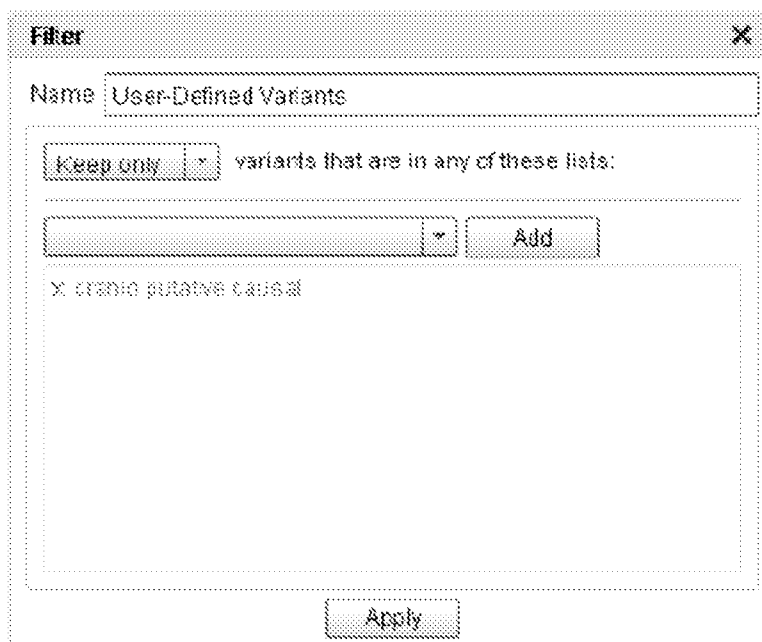 Filter
Name User-Defined Variants
Keep only variants that are in any of these lists:
Add
x cranio putative causal
Apply